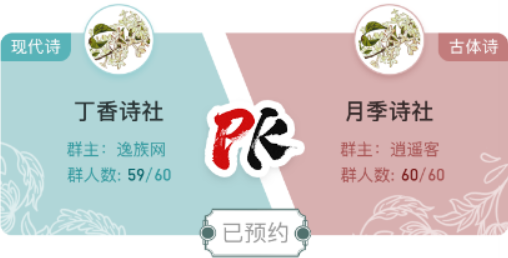 现代诗
古体诗
丁香诗社
月季诗社
PK
群主：逸族网
群主：逍遥客
群人数: 59/60
群人数: 60/60
已预约